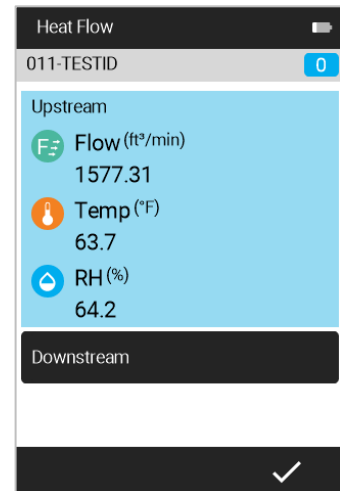 Heat Flow
011-TESTID 0
Upstream
F Flow (ft³/min)
1577.31
Temp (°F)
63.7
RH (%)
64.2
Downstream